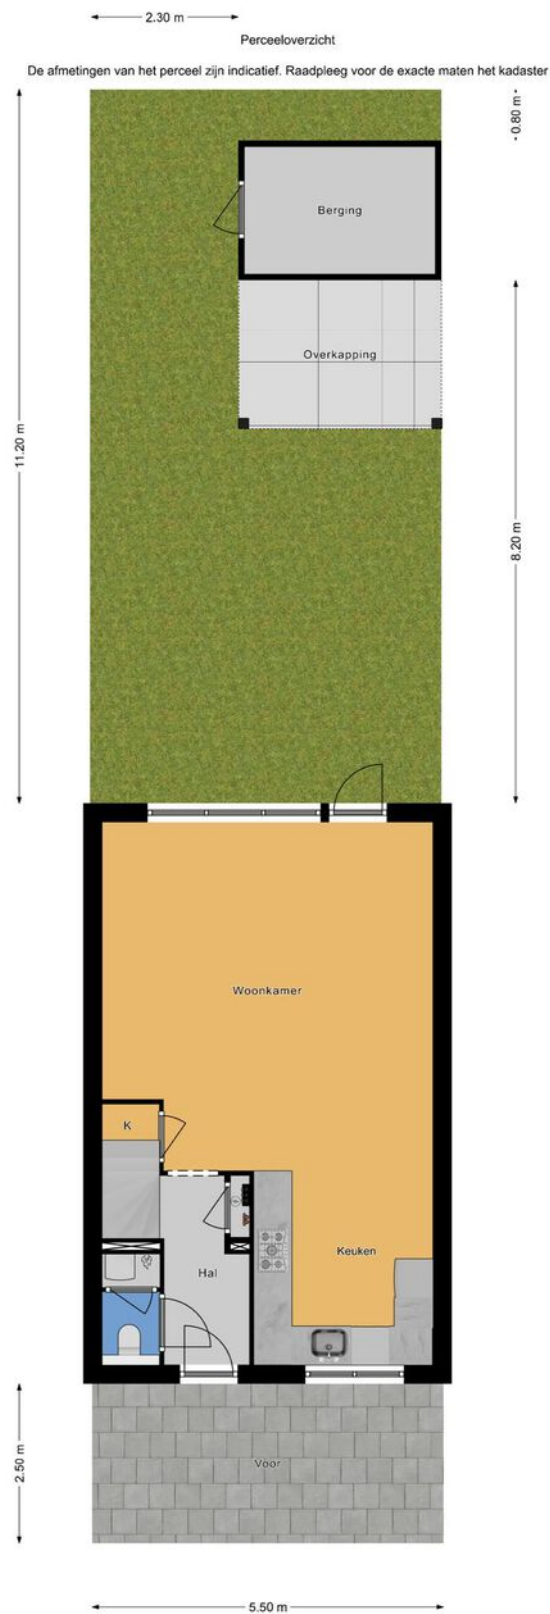 2.30 m
Perceeloverzicht
De afmetingen van het perceel zijn indicatief. Raadpleeg voor de exacte maten het kadaster
0.80 m
Berging
Overkapping
11.20 m
8.20 m
Woonkamer
K
Keuken
Hal
Voor
2.50 m
5.50 m